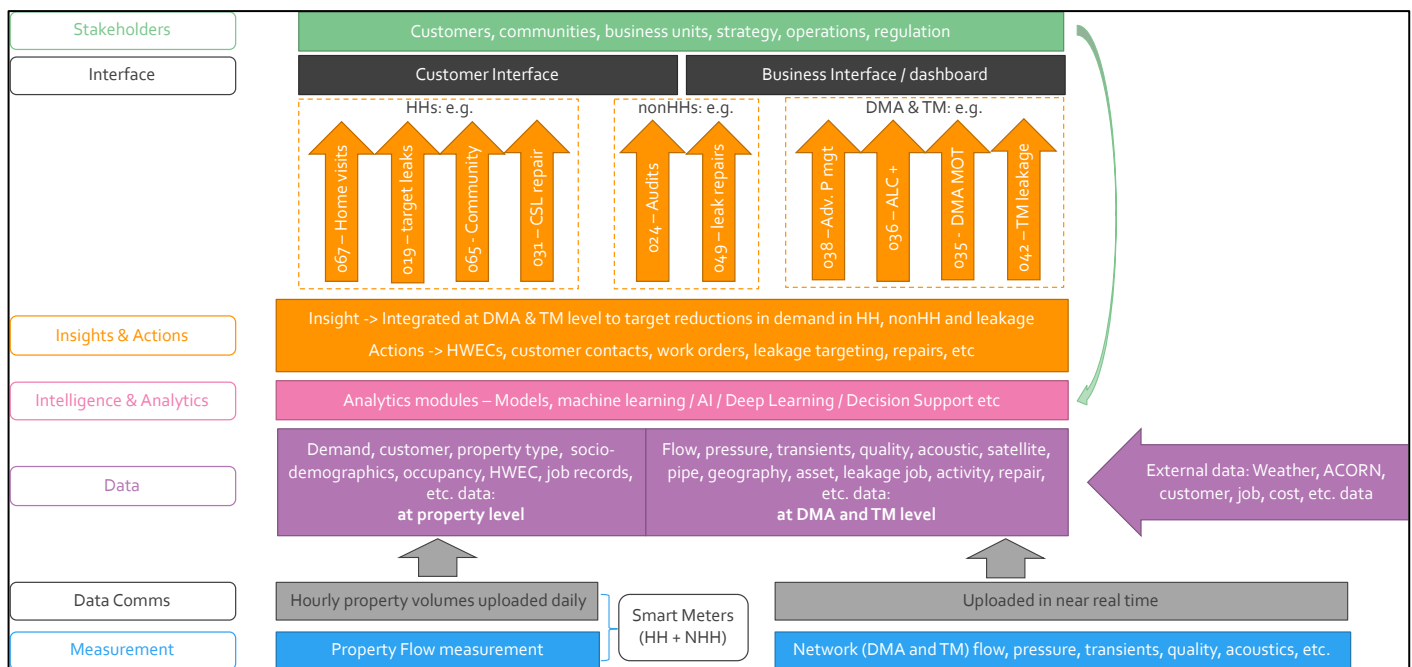 Stakeholders
Customers, communities, business units, strategy, operations, regulation
Interface
Customer Interface
Business Interface / dashboard
HHs: e.g.
nonHHs: e.g.
DMA & TM: e.g.
067 – Home visits
019 – target leaks
065 - Community
031 – CSL repair
024 – Audits
049 – leak repairs
038 – Adv. P mgt
036 – ALC +
035 - DMA MOT
042 – TM leakage
Insights & Actions
Insight -> Integrated at DMA & TM level to target reductions in demand in HH, nonHH and leakage
Actions -> HWECs, customer contacts, work orders, leakage targeting, repairs, etc
Intelligence & Analytics
Analytics modules – Models, machine learning / AI / Deep Learning / Decision Support etc
Data
Demand, customer, property type, socio-
demographics, occupancy, HWEC, job records,
etc. data:
at property level
Flow, pressure, transients, quality, acoustic, satellite,
pipe, geography, asset, leakage job, activity, repair,
etc. data:
at DMA and TM level
External data: Weather, ACORN,
customer, job, cost, etc. data
Data Comms
Hourly property volumes uploaded daily
Smart Meters
(HH + NHH)
Uploaded in near real time
Measurement
Property Flow measurement
Network (DMA and TM) flow, pressure, transients, quality, acoustics, etc.